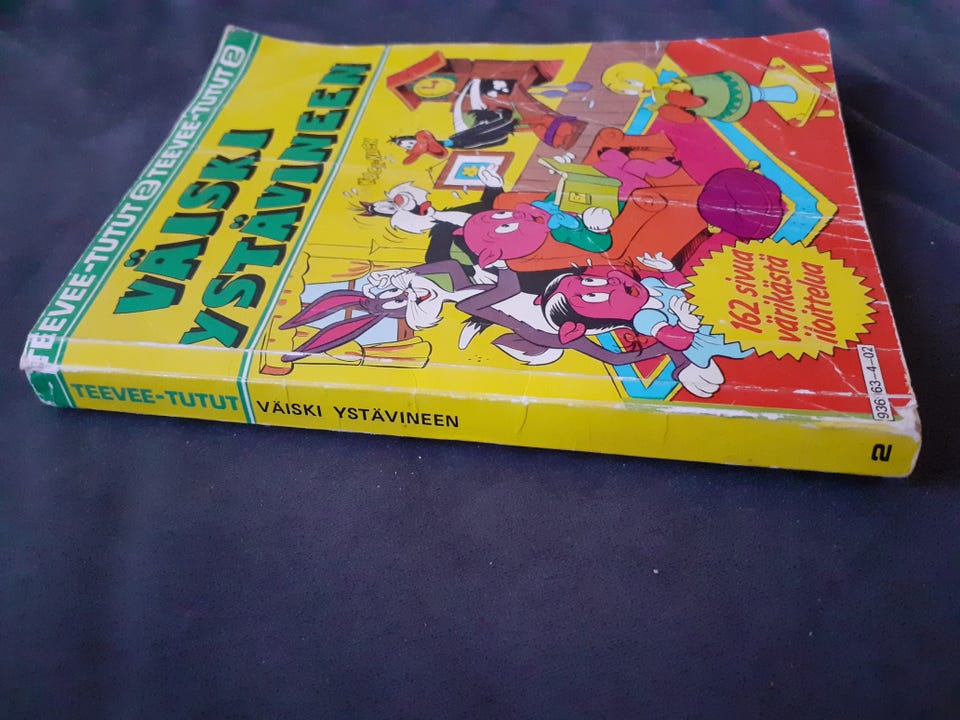 TEEVEE-TUTUT 2 TEEVEE-TUTUT 2
VÄISKI
YSTÄVINEEN
162 sivua
värikästä
iloittelua
936 63-4-02
TEEVEE-TUTUT
VÄISKI YSTÄVINEEN
2